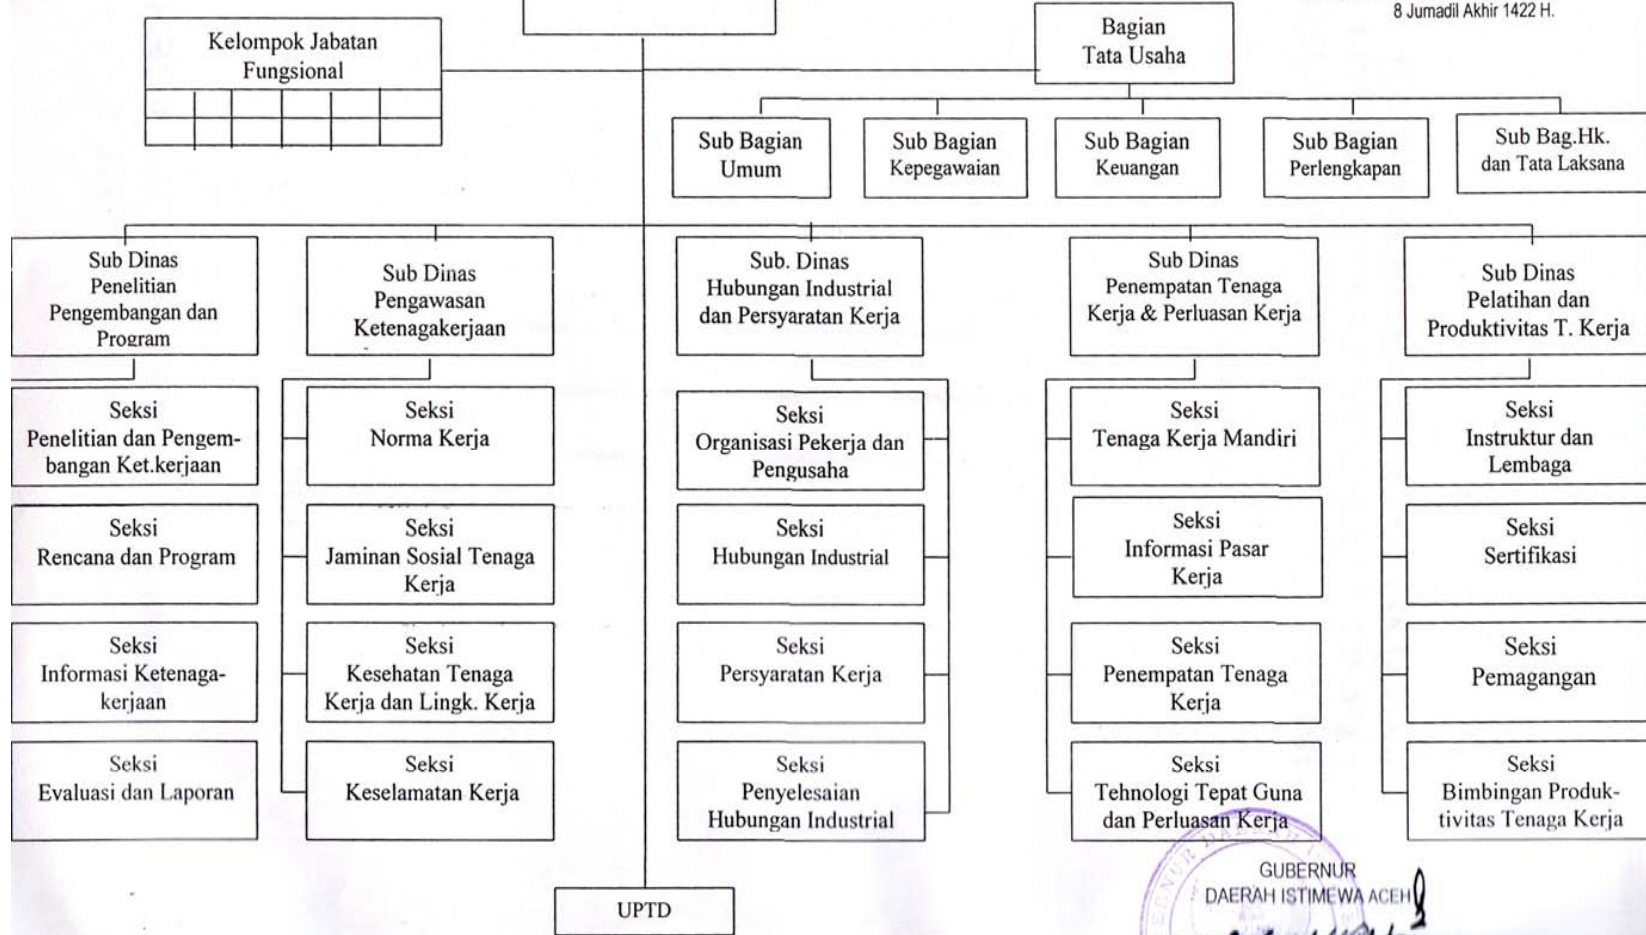 8 Jumadil Akhir 1422 H.
Kelompok Jabatan
Fungsional
Bagian
Tata Usaha
Sub Bagian
Umum
Sub Bagian
Kepegawaian
Sub Bagian
Keuangan
Sub Bagian
Perlengkapan
Sub Bag.Hk.
dan Tata Laksana
Sub Dinas
Penelitian
Pengembangan dan
Program
Sub Dinas
Pengawasan
Ketenagakerjaan
Sub. Dinas
Hubungan Industrial
dan Persyaratan Kerja
Sub Dinas
Penempatan Tenaga
Kerja & Perluasan Kerja
Sub Dinas
Pelatihan dan
Produktivitas T. Kerja
Seksi
Penelitian dan Pengem-
bangan Ket.kerjaan
Seksi
Norma Kerja
Seksi
Organisasi Pekerja dan
Pengusaha
Seksi
Tenaga Kerja Mandiri
Seksi
Instruktur dan
Lembaga
Seksi
Rencana dan Program
Seksi
Jaminan Sosial Tenaga
Kerja
Seksi
Hubungan Industrial
Seksi
Informasi Pasar
Kerja
Seksi
Sertifikasi
Seksi
Informasi Ketenaga-
kerjaan
Seksi
Kesehatan Tenaga
Kerja dan Lingk. Kerja
Seksi
Persyaratan Kerja
Seksi
Penempatan Tenaga
Kerja
Seksi
Pemagangan
Seksi
Evaluasi dan Laporan
Seksi
Keselamatan Kerja
Seksi
Penyelesaian
Hubungan Industrial
Seksi
Tehnologi Tepat Guna
dan Perluasan Kerja
Seksi
Bimbingan Produk-
tivitas Tenaga Kerja
UPTD
GUBERNUR
DAERAH ISTIMEWA ACEH